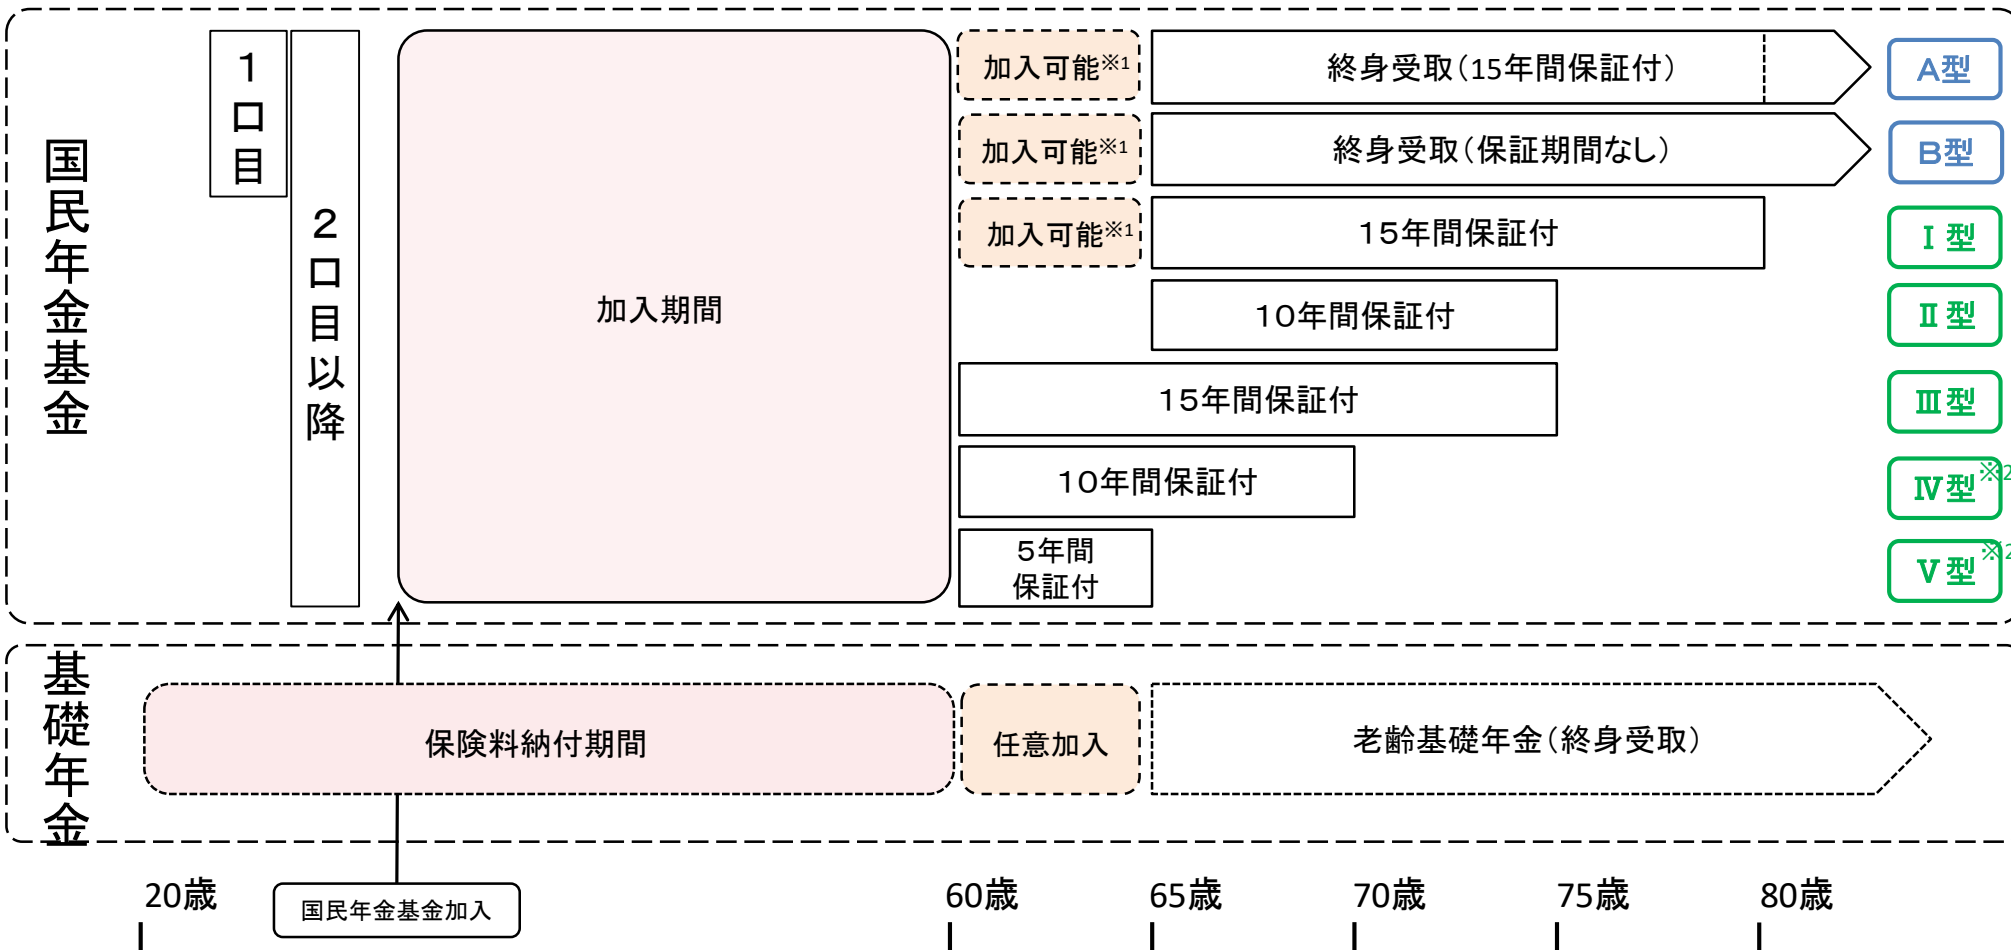 国民年金基金
1口目
2口目以降
加入期間
加入可能※1
終身受取(15年間保証付)
A型
加入可能※1
終身受取(保証期間なし)
B型
加入可能※1
15年間保証付
Ⅰ型
10年間保証付
Ⅱ型
15年間保証付
Ⅲ型
10年間保証付
Ⅳ型※2
5年間
保証付
Ⅴ型※2
基礎年金
保険料納付期間
任意加入
老齢基礎年金(終身受取)
20歳
国民年金基金加入
60歳
65歳
70歳
75歳
80歳